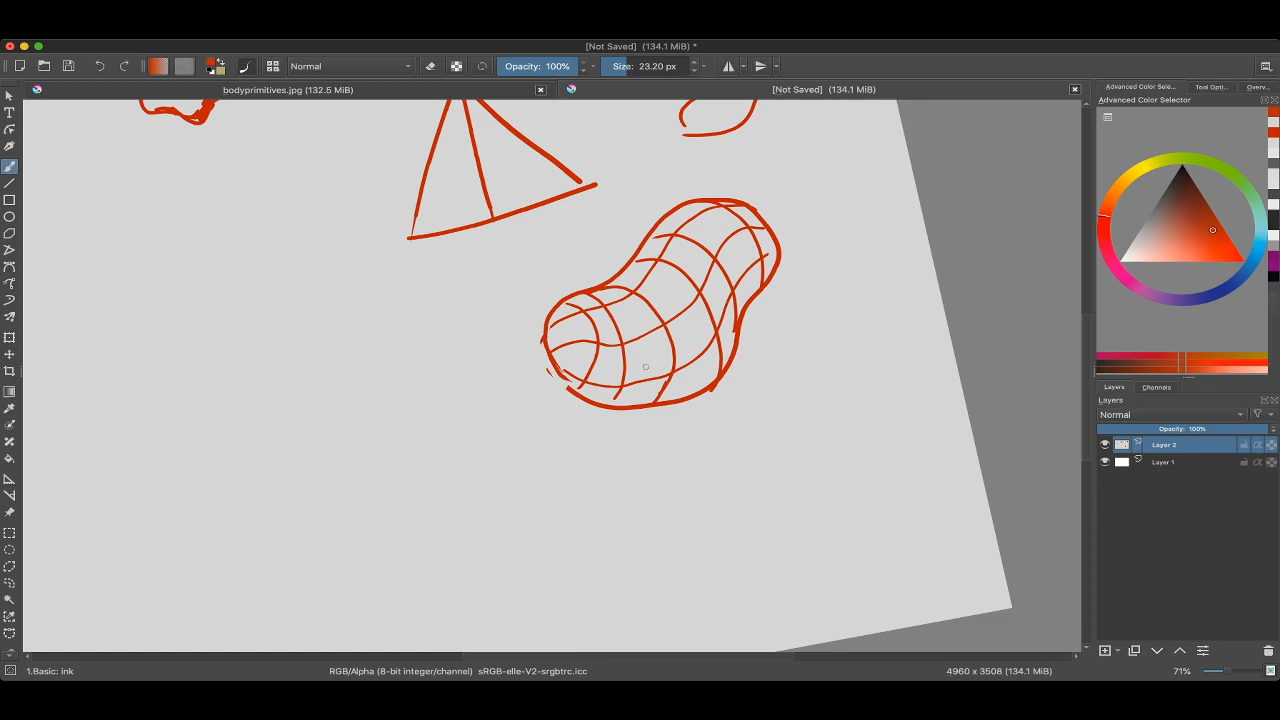 [Not Saved] (134.1 MiB) *
Normal
Opacity: 100%
Size: 23.20 px
bodyprimitives.jpg (132.5 MiB)
[Not Saved] (134.1 MiB)
Advanced Color Sele...
Tool Opti...
Overv...
Advanced Color Selector
Layers
Channels
Layers
Normal
Opacity: 100%
Layer 2
Layer 1
1.Basic: ink
RGB/Alpha (8-bit integer/channel) sRGB-elle-V2-srgbtrc.icc
4960 x 3508 (134.1 MiB)
71%